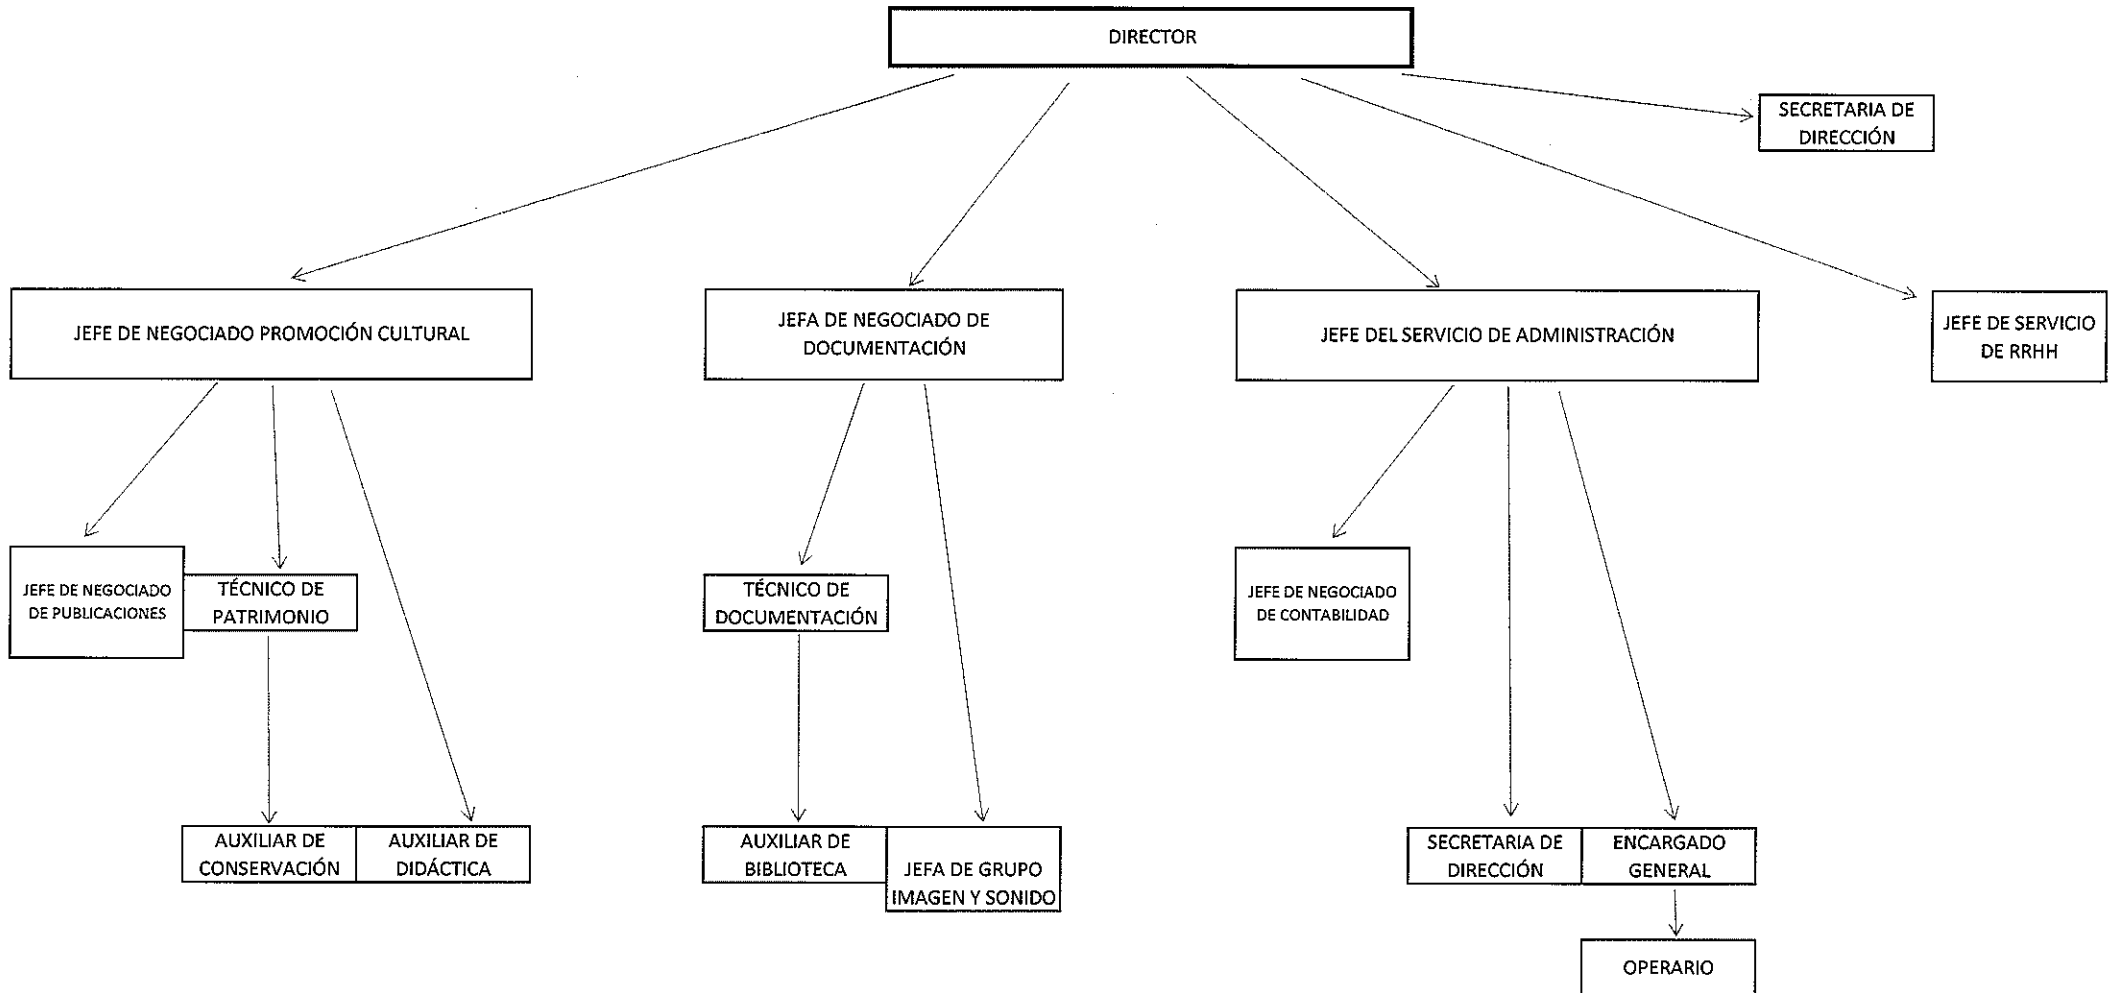 DIRECTOR
SECRETARIA DE
DIRECCIÓN
JEFE DE NEGOCIADO PROMOCIÓN CULTURAL
JEFA DE NEGOCIADO DE
DOCUMENTACIÓN
JEFE DEL SERVICIO DE ADMINISTRACIÓN
JEFE DE SERVICIO
DE RRHH
JEFE DE NEGOCIADO
DE PUBLICACIONES
TÉCNICO DE
PATRIMONIO
TÉCNICO DE
DOCUMENTACIÓN
JEFE DE NEGOCIADO
DE CONTABILIDAD
AUXILIAR DE
CONSERVACIÓN
AUXILIAR DE
DIDÁCTICA
AUXILIAR DE
BIBLIOTECA
JEFA DE GRUPO
IMAGEN Y SONIDO
SECRETARIA DE
DIRECCIÓN
ENCARGADO
GENERAL
OPERARIO